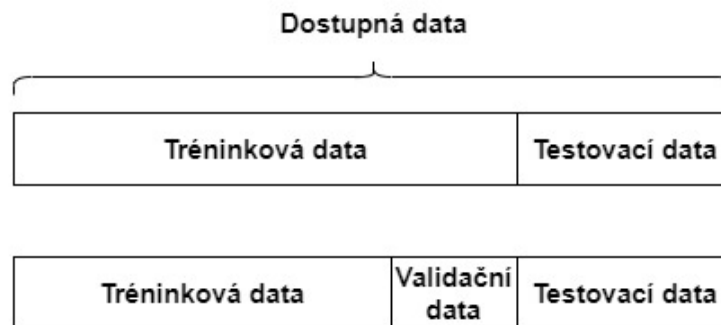 Dostupná data
Tréninková data
Testovací data
Tréninková data
Validační
data
Testovací data